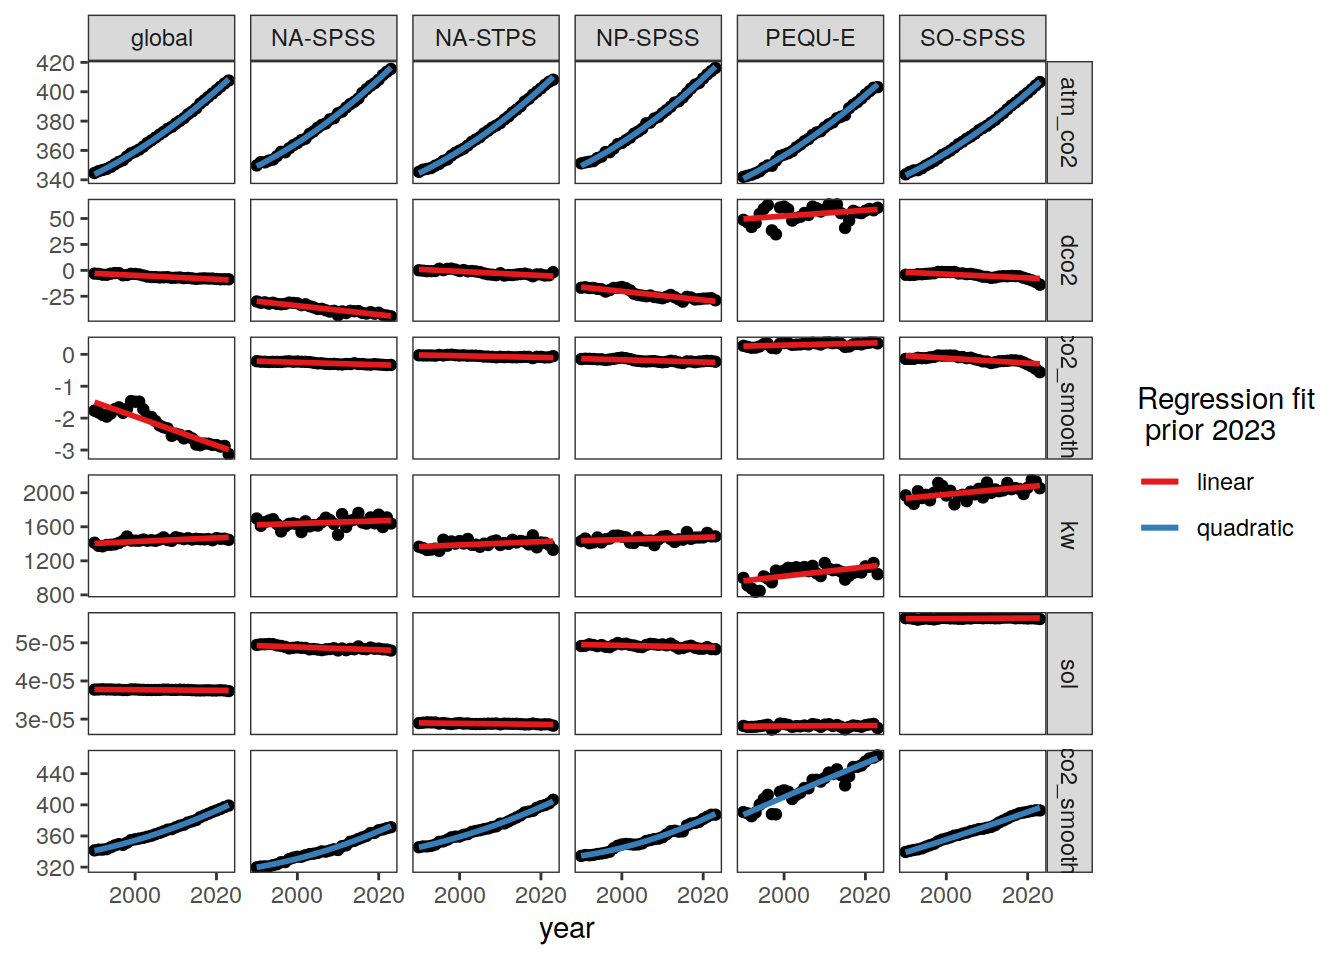 global NA-SPSS NA-STPS NP-SPSS PEQU-E SO-SPSS
420
400
380
360
340
atm_co2
50
25
0
-25
dco2
0
-1
-2
-3
co2_smooth
2000
1600
1200
800
kw
5e-05
4e-05
3e-05
sol
440
400
360
320
co2_smooth
2000 2020 2000 2020 2000 2020 2000 2020 2000 2020 2000 2020
year
Regression fit
prior 2023
linear
quadratic